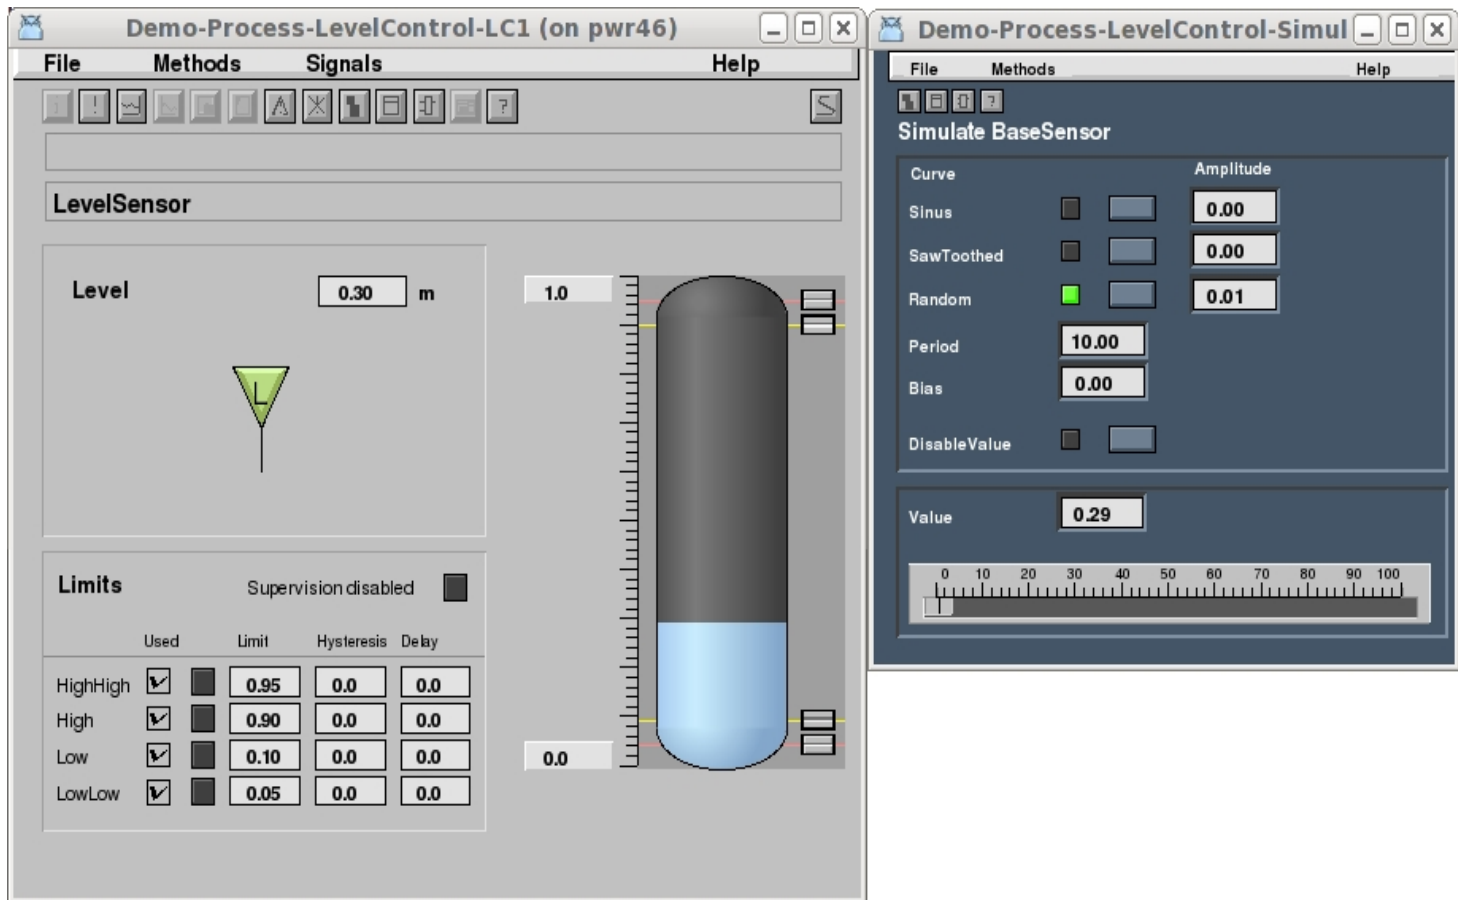 Demo-Process-LevelControl-LC1 (on pwr46)
File Methods Signals Help
LevelSensor
Level 0.30 m
L
1.0
0.0
Limits Supervision disabled
Used Limit Hysteresis Delay
HighHigh 0.95 0.0 0.0
High 0.90 0.0 0.0
Low 0.10 0.0 0.0
LowLow 0.05 0.0 0.0
Demo-Process-LevelControl-Simul
File Methods Help
Simulate BaseSensor
Curve Amplitude
Sinus 0.00
SawToothed 0.00
Random 0.01
Period 10.00
Bias 0.00
DisableValue
Value 0.29
0 10 20 30 40 50 60 70 80 90 100